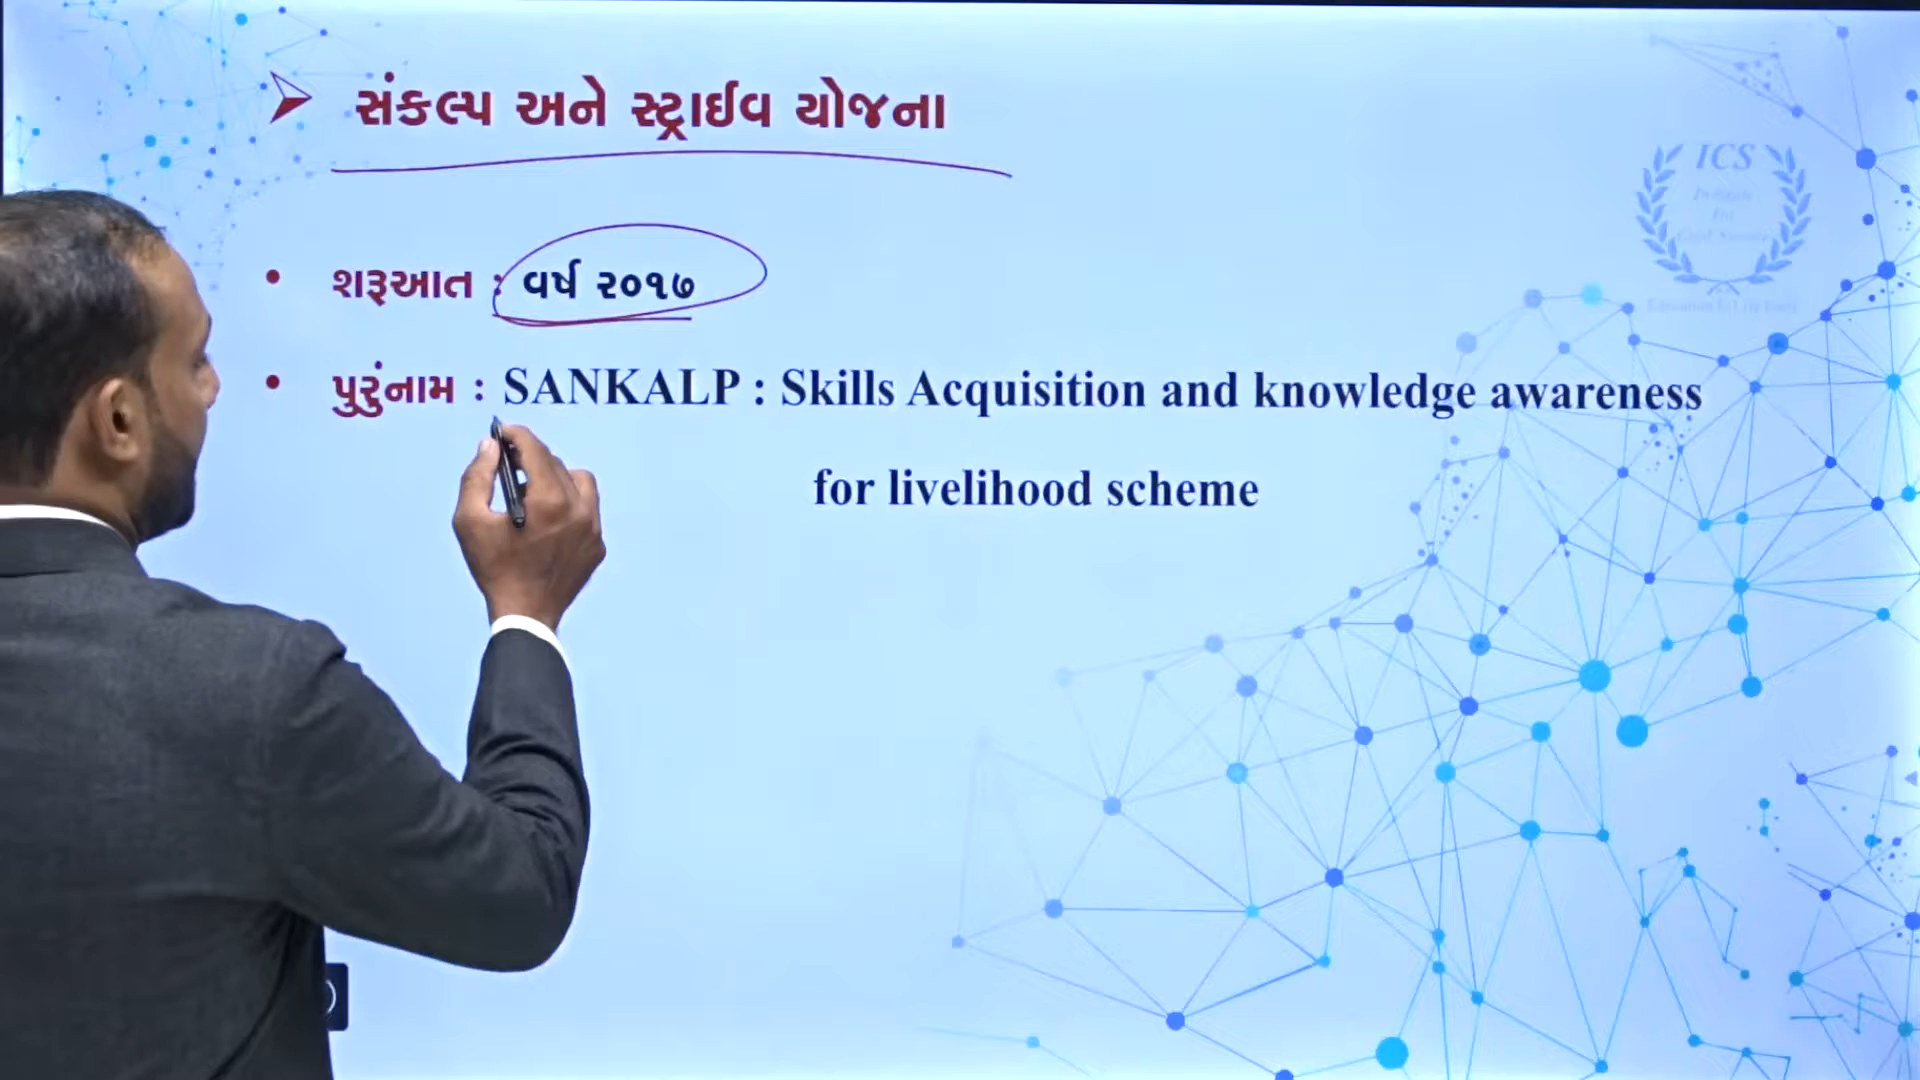 સંકલ્પ અને સ્ટ્રાઈવ યોજના
શરૂઆત : વર્ષ ૨૦૧૭
પુરુંનામ : SANKALP : Skills Acquisition and knowledge awareness
for livelihood scheme
ICS